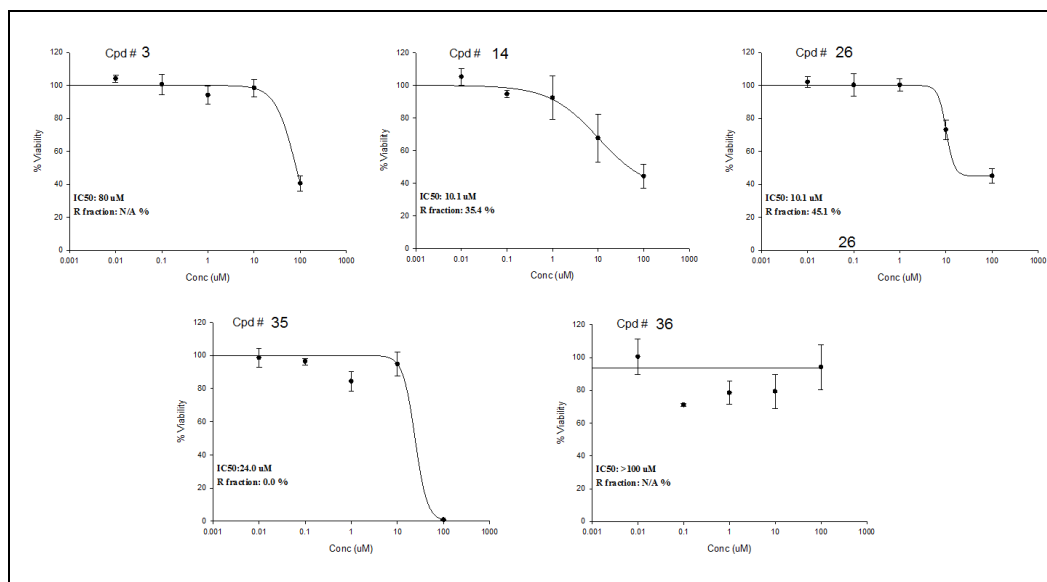 Cpd # 3
120
100
80
60
40
20
0
% Viability
IC50: 80 uM
R fraction: N/A %
0.001 0.01 0.1 1 10 100 1000
Conc (uM)
Cpd # 14
120
100
80
60
40
20
0
% Viability
IC50: 10.1 uM
R fraction: 35.4 %
0.001 0.01 0.1 1 10 100 1000
Conc (uM)
Cpd # 26
120
100
80
60
40
20
0
% Viability
IC50: 10.1 uM
R fraction: 45.1 %
26
0.001 0.01 0.1 1 10 100 1000
Conc (uM)
Cpd # 35
120
100
80
60
40
20
0
% Viability
IC50:24.0 uM
R fraction: 0.0 %
0.001 0.01 0.1 1 10 100 1000
Conc (uM)
Cpd # 36
120
100
80
60
40
20
0
% Viability
IC50: >100 uM
R fraction: N/A %
0.001 0.01 0.1 1 10 100 1000
Conc (uM)